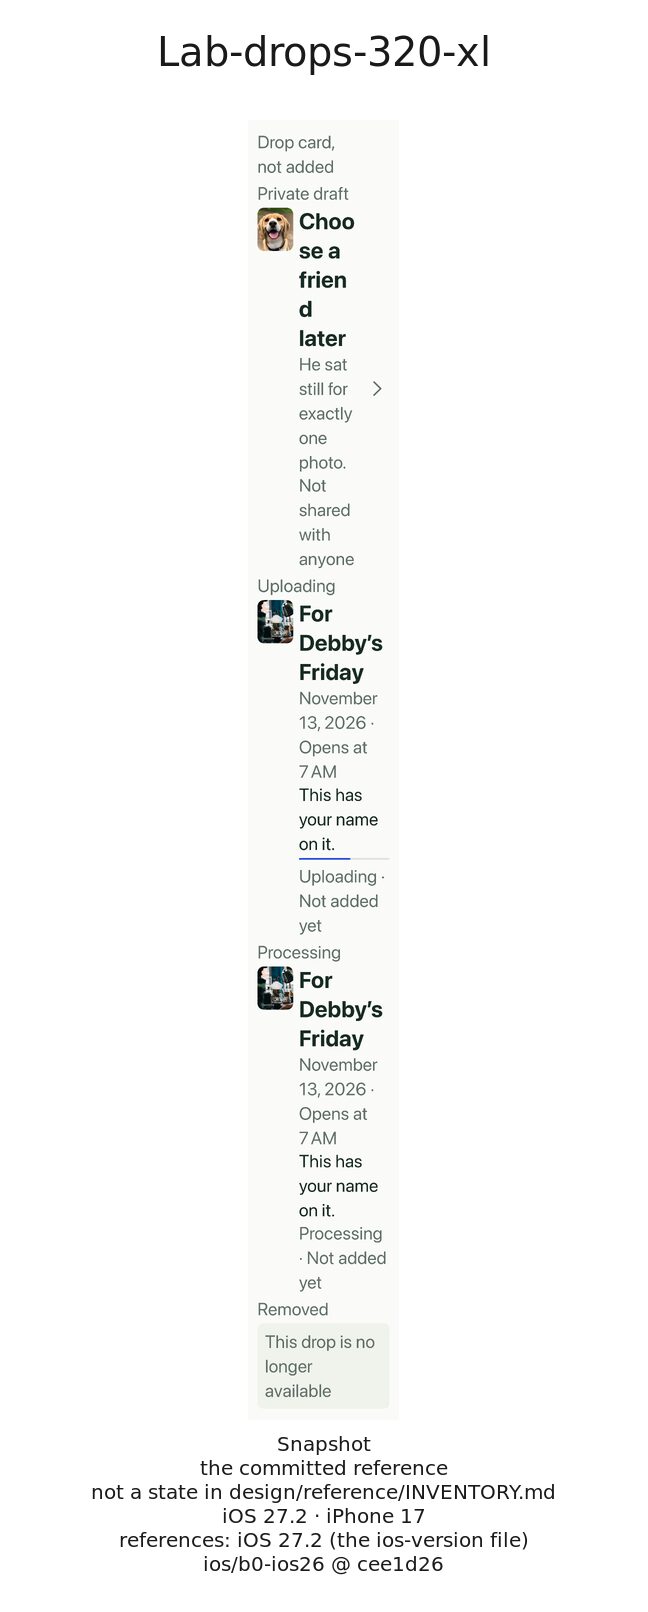 Lab-drops-320-xl
Drop card,
not added
Private draft
Choo
se a
frien
d
later
He sat
still for
exactly
one
photo.
Not
shared
with
anyone
Uploading
For
Debby’s
Friday
November
13, 2026 ·
Opens at
7 AM
This has
your name
on it.
Uploading ·
Not added
yet
Processing
For
Debby’s
Friday
November
13, 2026 ·
Opens at
7 AM
This has
your name
on it.
Processing
· Not added
yet
Removed
This drop is no
longer
available
Snapshot
the committed reference
not a state in design/reference/INVENTORY.md
iOS 27.2 · iPhone 17
references: iOS 27.2 (the ios-version file)
ios/b0-ios26 @ cee1d26